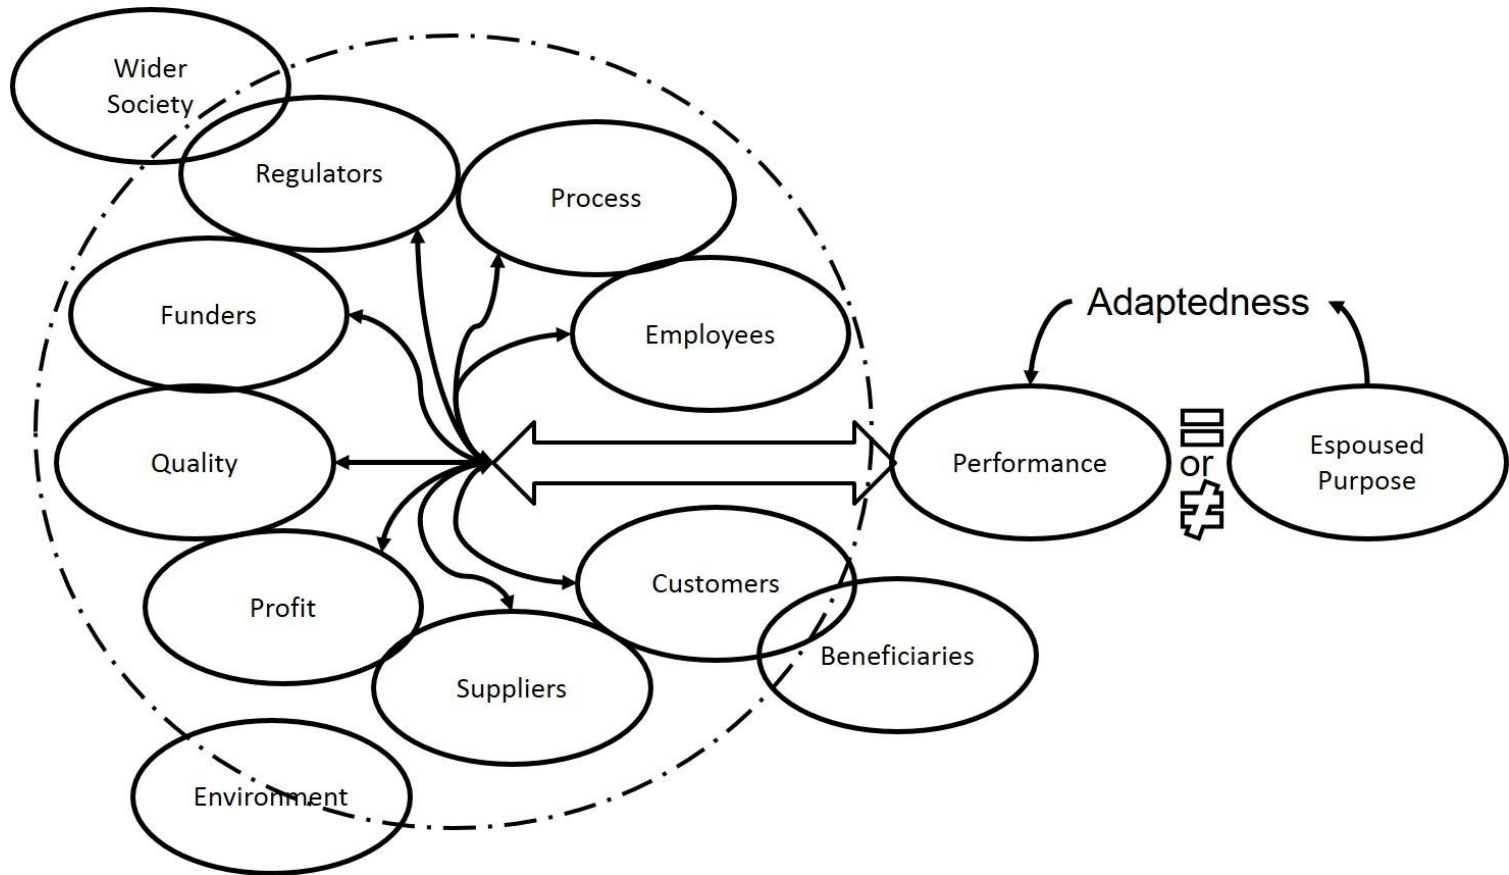 Wider
Society
Regulators
Process
Funders
Employees
Adaptedness
Quality
Performance
=
or
≠
Espoused
Purpose
Profit
Customers
Suppliers
Beneficiaries
Environment